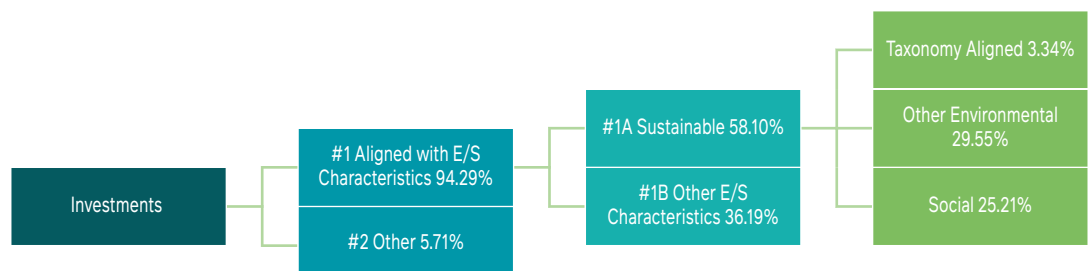 Investments
#1 Aligned with E/S
Characteristics 94.29%
#2 Other 5.71%
#1A Sustainable 58.10%
#1B Other E/S
Characteristics 36.19%
Taxonomy Aligned 3.34%
Other Environmental
29.55%
Social 25.21%